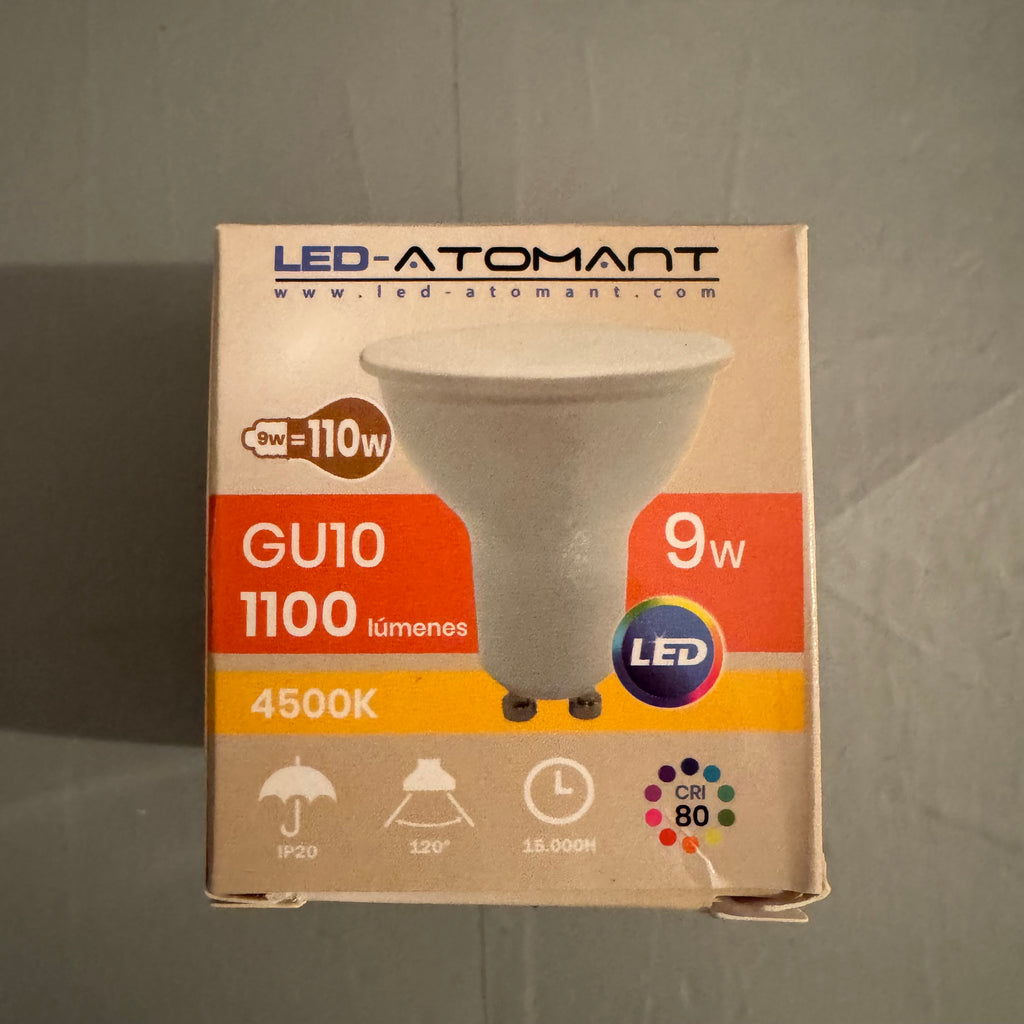 LED-ATOMANT
www.led-atomant.com
9w=110w
GU10
9w
1100 lúmenes
LED
4500K
CRI
80
IP20
120°
15.000H